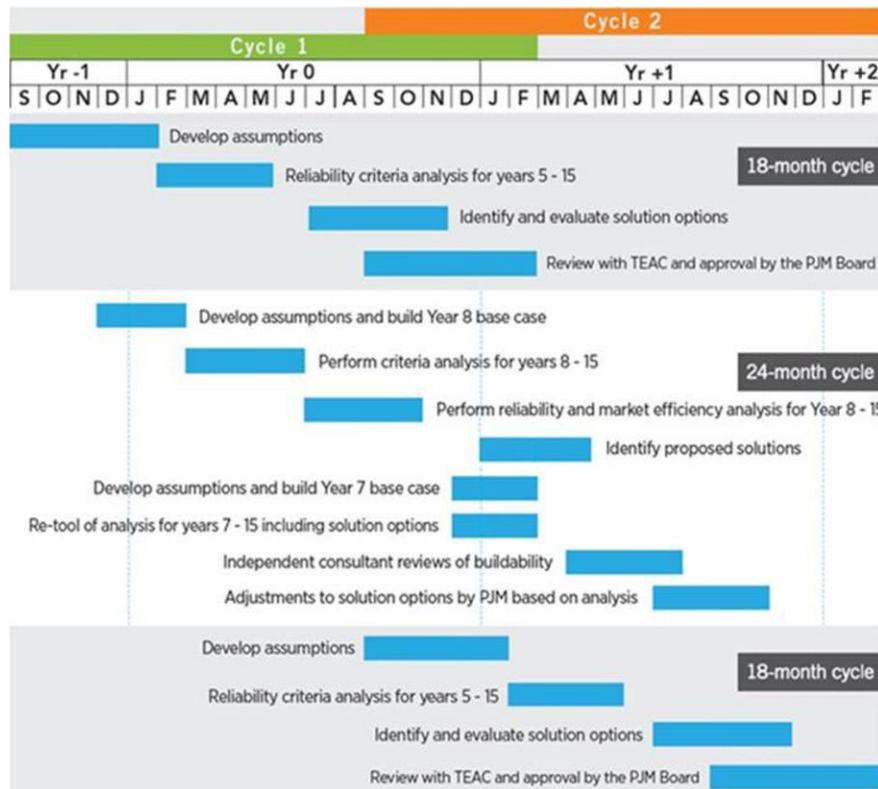 Cycle 2
Cycle 1
Yr -1 Yr 0 Yr +1 Yr +2
S O N D J F M A M J J A S O N D J F M A M J J A S O N D J F
Develop assumptions
18-month cycle
Reliability criteria analysis for years 5 - 15
Identify and evaluate solution options
Review with TEAC and approval by the PJM Board
Develop assumptions and build Year 8 base case
Perform criteria analysis for years 8 - 15
24-month cycle
Perform reliability and market efficiency analysis for Year 8 - 15
Identify proposed solutions
Develop assumptions and build Year 7 base case
Re-tool of analysis for years 7 - 15 including solution options
Independent consultant reviews of buildability
Adjustments to solution options by PJM based on analysis
Develop assumptions
18-month cycle
Reliability criteria analysis for years 5 - 15
Identify and evaluate solution options
Review with TEAC and approval by the PJM Board